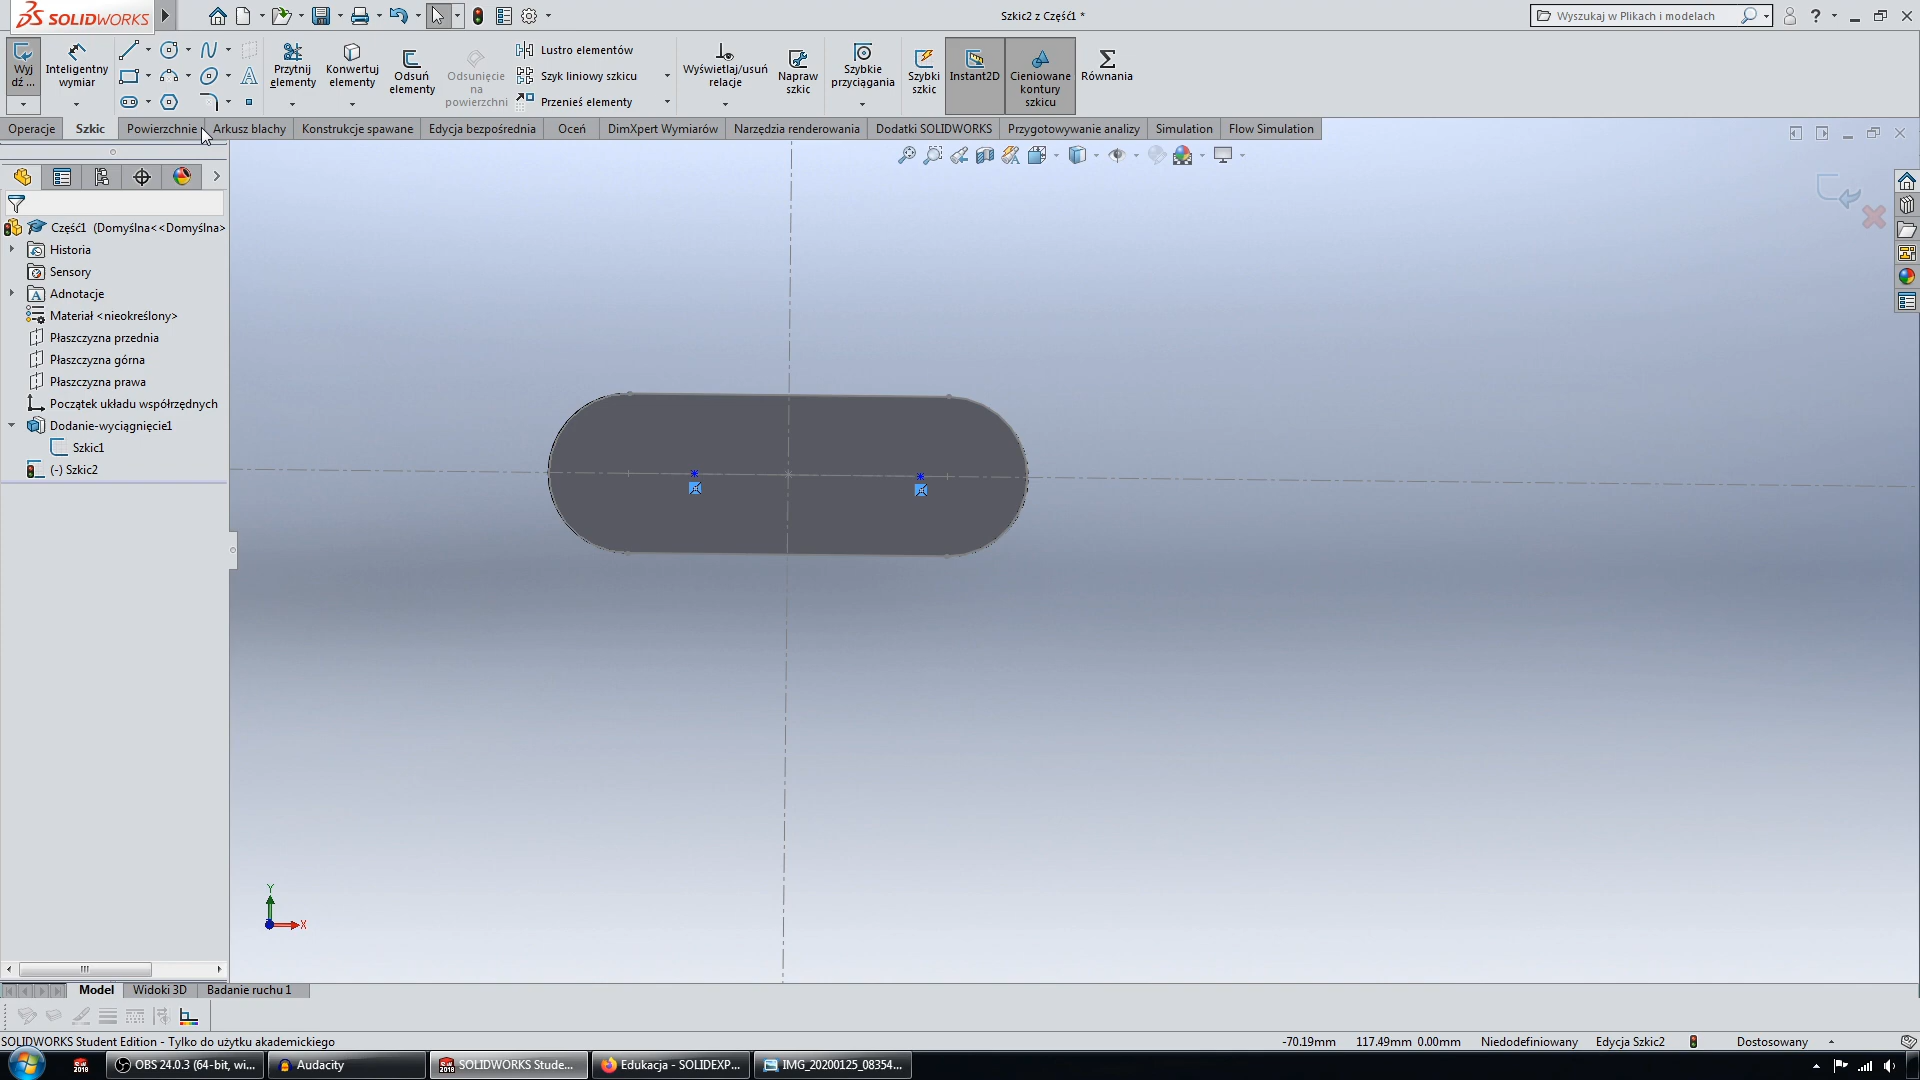 SOLIDWORKS
Szkic2 z Część1 *
Wyszukaj w Plikach i modelach
Wyj
dź ...
Inteligentny
wymiar
Przytnij
elementy
Konwertuj
elementy
Odsuń
elementy
Odsunięcie
na
powierzchni
Lustro elementów
Szyk liniowy szkicu
Przenieś elementy
Wyświetlaj/usuń
relacje
Napraw
szkic
Szybkie
przyciągania
Szybki
szkic
Instant2D
Cieniowane
kontury
szkicu
Równania
Operacje
Szkic
Powierzchnie
Arkusz blachy
Konstrukcje spawane
Edycja bezpośrednia
Oceń
DimXpert Wymiarów
Narzędzia renderowania
Dodatki SOLIDWORKS
Przygotowywanie analizy
Simulation
Flow Simulation
Część1 (Domyślna<<Domyślna>
Historia
Sensory
Adnotacje
Materiał <nieokreślony>
Płaszczyzna przednia
Płaszczyzna górna
Płaszczyzna prawa
Początek układu współrzędnych
Dodanie-wyciągnięcie1
Szkic1
(-) Szkic2
Y
X
Model
Widoki 3D
Badanie ruchu 1
SOLIDWORKS Student Edition - Tylko do użytku akademickiego
-70.19mm
117.49mm 0.00mm
Niedodefiniowany
Edycja Szkic2
Dostosowany
OBS 24.0.3 (64-bit, wi...
Audacity
SOLIDWORKS Stude...
Edukacja - SOLIDEXP...
IMG_20200125_08354...